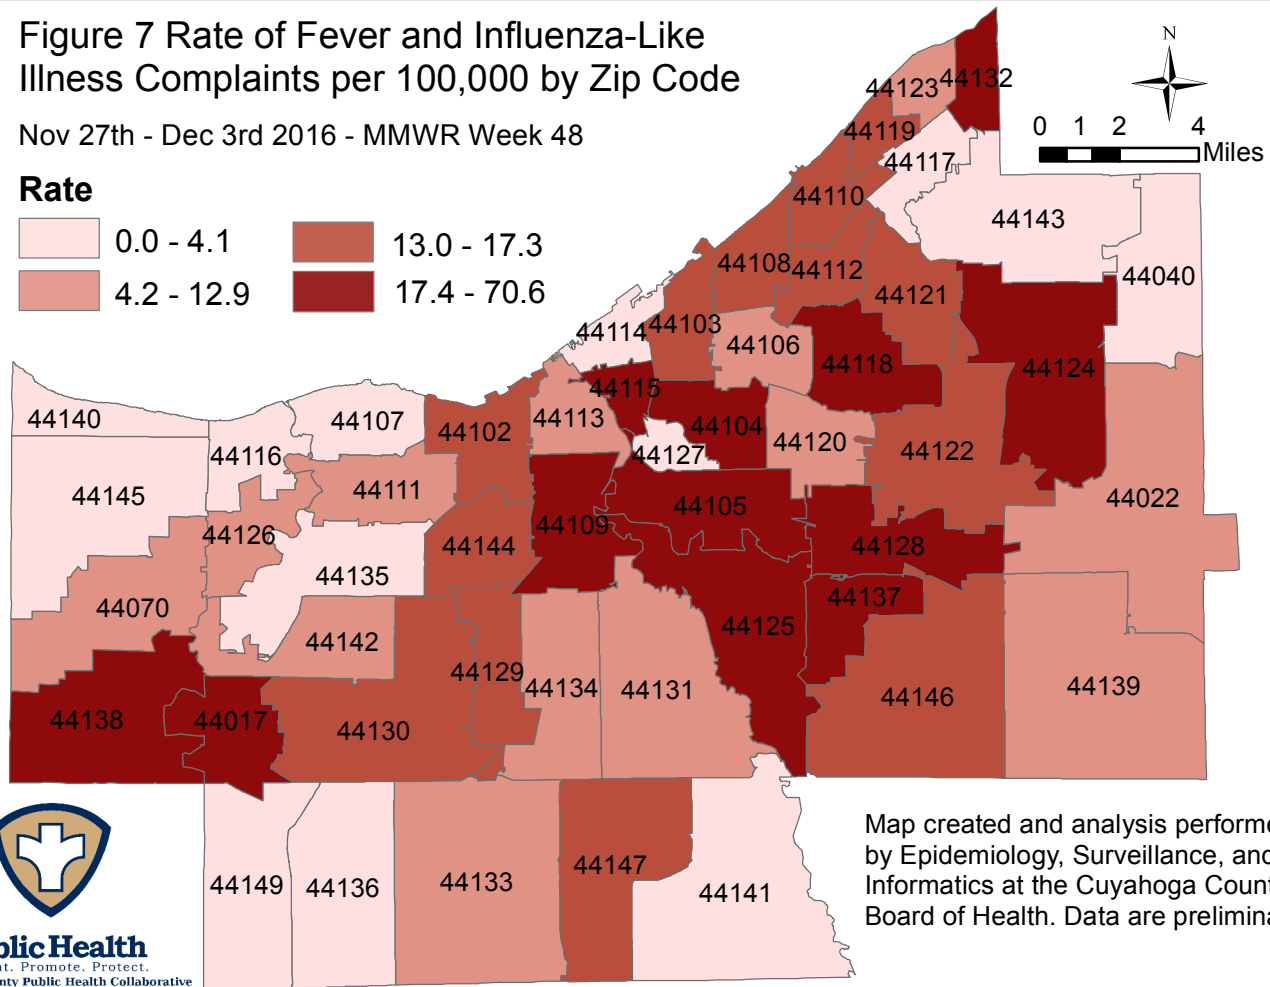 Figure 7 Rate of Fever and Influenza-Like
Illness Complaints per 100,000 by Zip Code
Nov 27th - Dec 3rd 2016 - MMWR Week 48
Rate
0.0 - 4.1
13.0 - 17.3
4.2 - 12.9
17.4 - 70.6
N
0 1 2 4
Miles
44132
44123
44119
44117
44110
44143
44108
44112
44040
44121
44114
44103
44106
44118
44124
44115
44140
44107
44102
44113
44104
44127
44120
44122
44116
44145
44111
44105
44022
44126
44109
44144
44128
44135
44070
44137
44142
44125
44129
44134
44131
44139
44146
44138
44017
44130
44149
44136
44133
44147
44141
Map created and analysis performe
by Epidemiology, Surveillance, and
Informatics at the Cuyahoga Count
Board of Health. Data are prelimina
blic Health
nt. Promote. Protect.
nty Public Health Collaborative